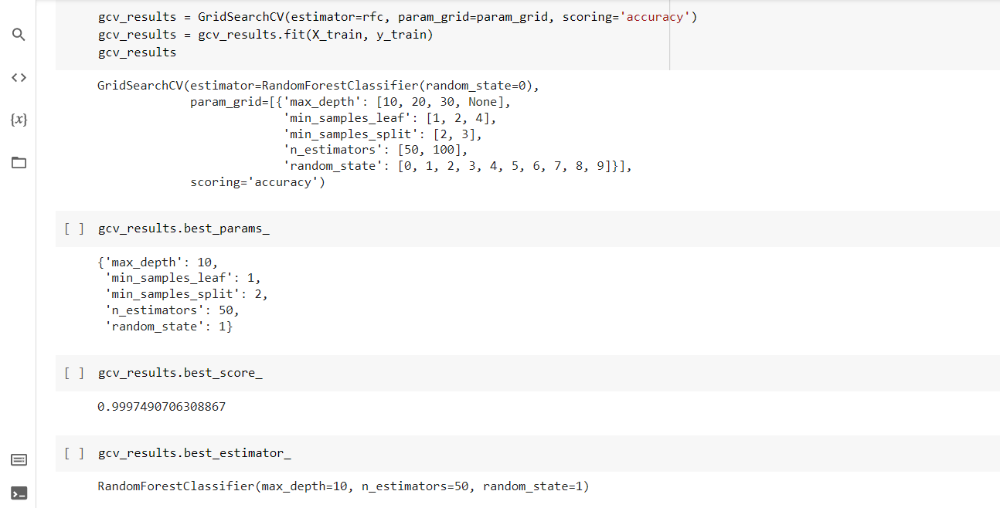 gcv_results = GridSearchCV(estimator=rfc, param_grid=param_grid, scoring='accuracy')
gcv_results = gcv_results.fit(X_train, y_train)
gcv_results
GridSearchCV(estimator=RandomForestClassifier(random_state=0),
             param_grid=[{'max_depth': [10, 20, 30, None],
                          'min_samples_leaf': [1, 2, 4],
                          'min_samples_split': [2, 3],
                          'n_estimators': [50, 100],
                          'random_state': [0, 1, 2, 3, 4, 5, 6, 7, 8, 9]}],
             scoring='accuracy')
[ ] gcv_results.best_params_
{'max_depth': 10,
 'min_samples_leaf': 1,
 'min_samples_split': 2,
 'n_estimators': 50,
 'random_state': 1}
[ ] gcv_results.best_score_
0.9997490706308867
[ ] gcv_results.best_estimator_
RandomForestClassifier(max_depth=10, n_estimators=50, random_state=1)